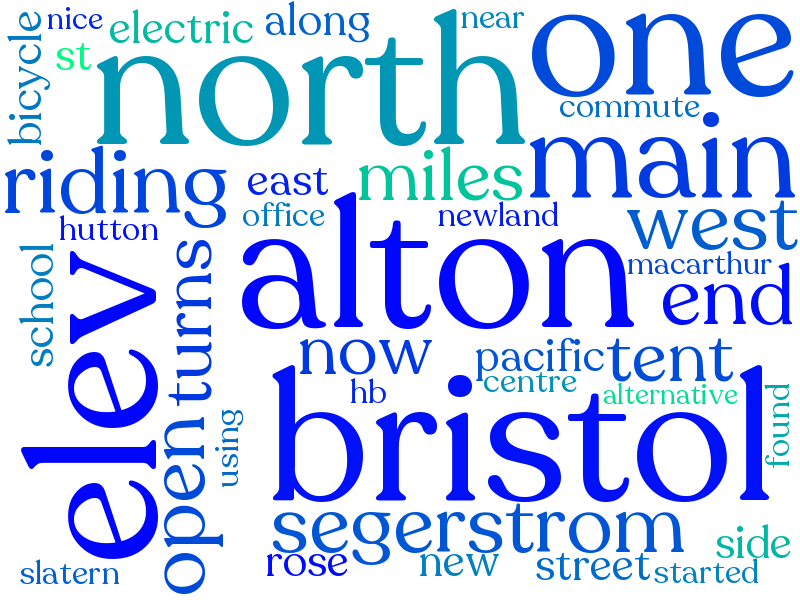 nice
electric
along
near
one
bicycle
st
north
commute
riding
east
miles
main
hutton
office
newland
west
school
elev
turns
alton
macarthur
end
now
pacific
tent
hb
centre
alternative
found
using
open
bristol
segerstrom
side
slatern
rose
new
street
started